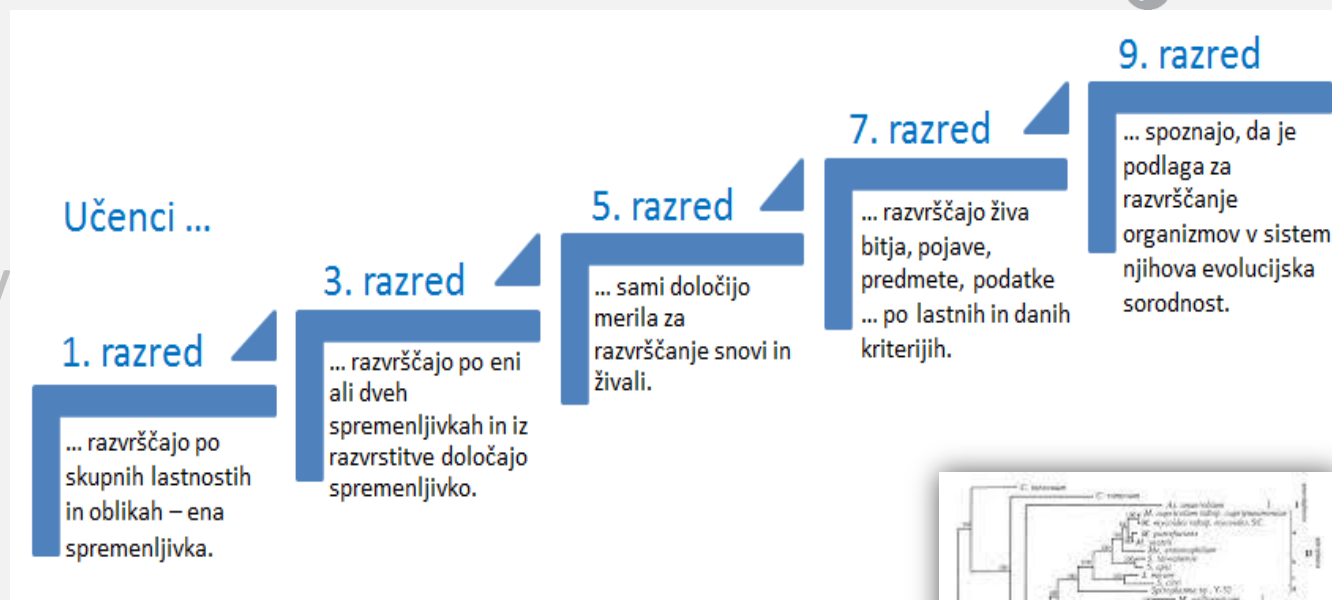 Učenci ...
1. razred
... razvrščajo po
skupnih lastnostih
in oblikah – ena
spremenljivka.
3. razred
... razvrščajo po eni
ali dveh
spremenljivkah in iz
razvrstitve določajo
spremenljivko.
5. razred
... sami določijo
merila za
razvrščanje snovi in
živali.
7. razred
... razvrščajo živa
bitja, pojave,
predmete, podatke
... po lastnih in danih
kriterijih.
9. razred
... spoznajo, da je
podlaga za
razvrščanje
organizmov v sistem
njihova evolucijska
sorodnost.